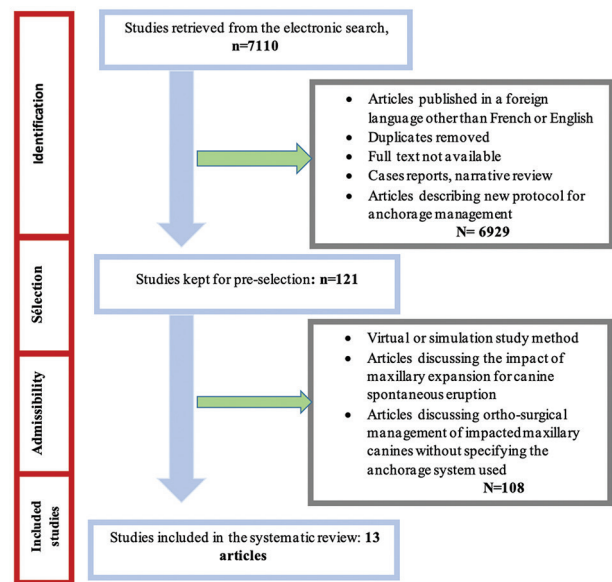 Identification
Studies retrieved from the electronic search,
n=7110
• Articles published in a foreign
language other than French or English
• Duplicates removed
• Full text not available
• Cases reports, narrative review
• Articles describing new protocol for
anchorage management
N= 6929
Sélection
Studies kept for pre-selection: n=121
Admissibility
• Virtual or simulation study method
• Articles discussing the impact of
maxillary expansion for canine
spontaneous eruption
• Articles discussing ortho-surgical
management of impacted maxillary
canines without specifying the
anchorage system used
N=108
Included
studies
Studies included in the systematic review: 13
articles